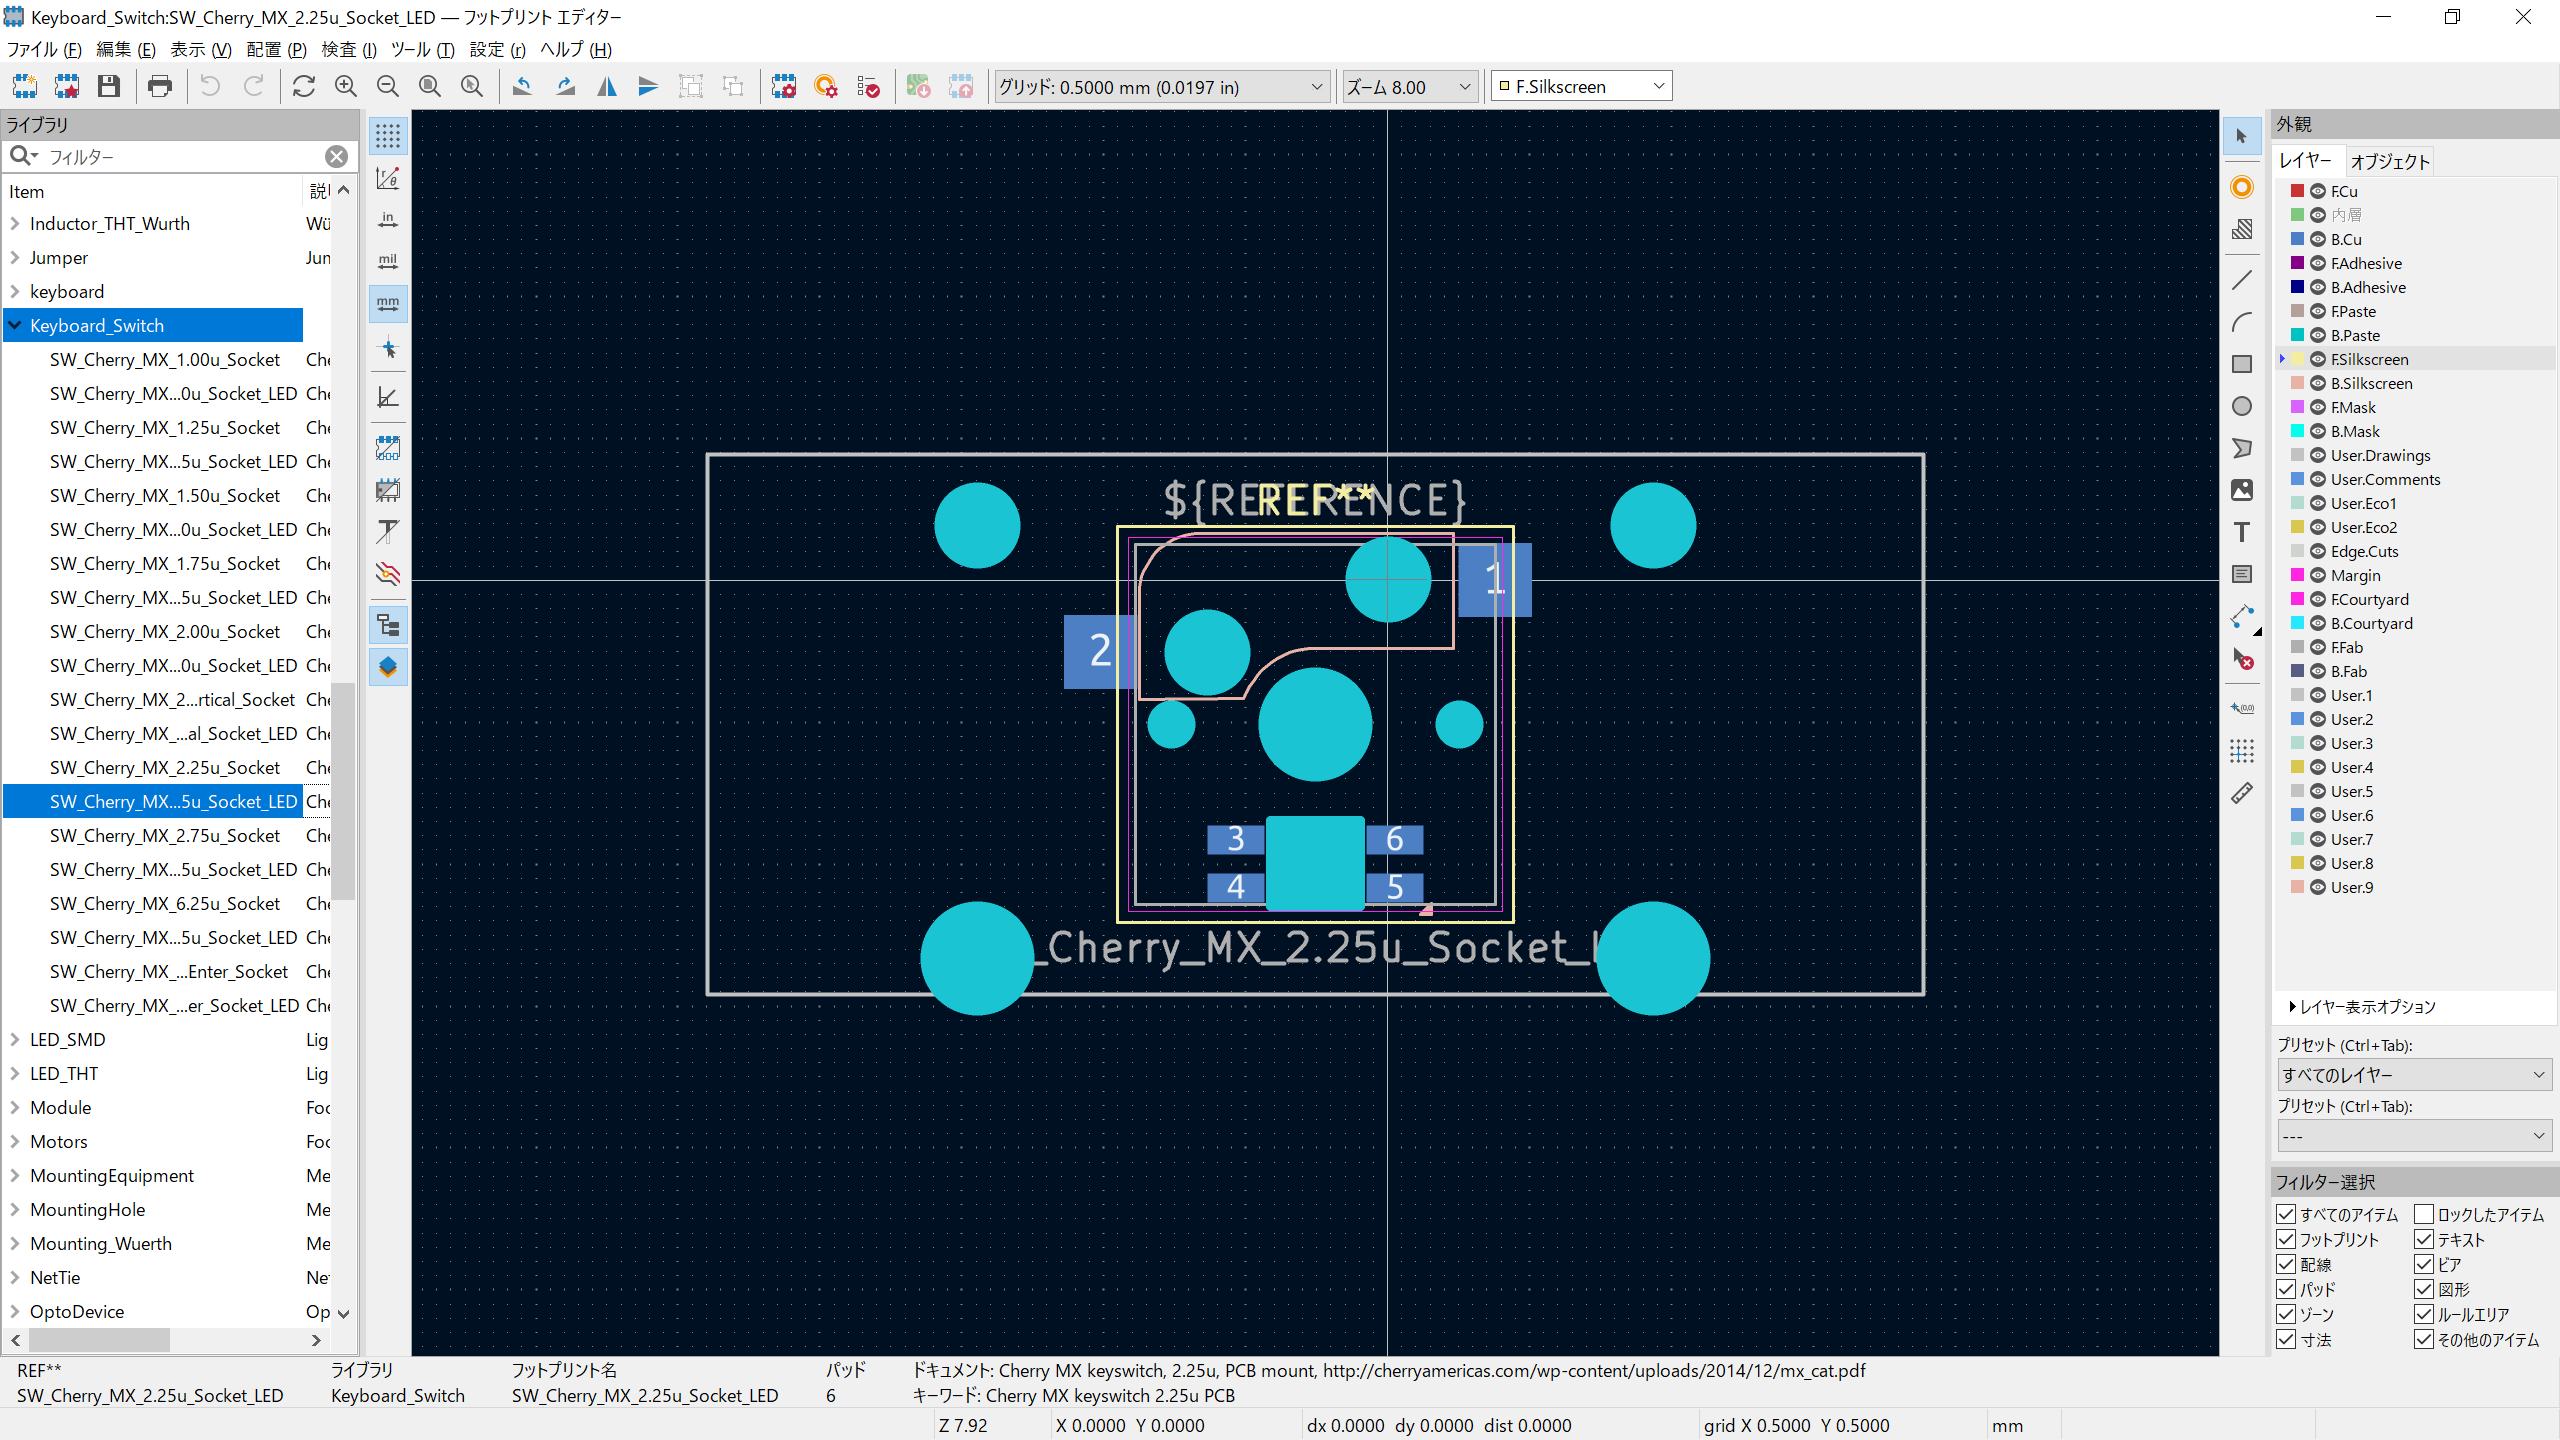 Keyboard_Switch:SW_Cherry_MX_2.25u_Socket_LED — フットプリント エディター
ファイル (F) 編集 (E) 表示 (V) 配置 (P) 検査 (I) ツール (T) 設定 (r) ヘルプ (H)
グリッド: 0.5000 mm (0.0197 in)
ズーム 8.00
F.Silkscreen
ライブラリ
フィルター
Item 説
Inductor_THT_Wurth Wü
Jumper Jun
keyboard
Keyboard_Switch
SW_Cherry_MX_1.00u_Socket Che
SW_Cherry_MX...0u_Socket_LED Che
SW_Cherry_MX_1.25u_Socket Che
SW_Cherry_MX...5u_Socket_LED Che
SW_Cherry_MX_1.50u_Socket Che
SW_Cherry_MX...0u_Socket_LED Che
SW_Cherry_MX_1.75u_Socket Che
SW_Cherry_MX...5u_Socket_LED Che
SW_Cherry_MX_2.00u_Socket Che
SW_Cherry_MX...0u_Socket_LED Che
SW_Cherry_MX_2...rtical_Socket Che
SW_Cherry_MX_...al_Socket_LED Che
SW_Cherry_MX_2.25u_Socket Che
SW_Cherry_MX...5u_Socket_LED Che
SW_Cherry_MX_2.75u_Socket Che
SW_Cherry_MX...5u_Socket_LED Che
SW_Cherry_MX_6.25u_Socket Che
SW_Cherry_MX...5u_Socket_LED Che
SW_Cherry_MX_...Enter_Socket Che
SW_Cherry_MX_...er_Socket_LED Che
LED_SMD Lig
LED_THT Lig
Module Foo
Motors Foo
MountingEquipment Me
MountingHole Me
Mounting_Wuerth Me
NetTie Net
OptoDevice Op
in
mil
mm
${REFERENCE}
REF**
1
2
3
6
4
5
_Cherry_MX_2.25u_Socket_
(0,0)
外観
レイヤー オブジェクト
F.Cu
内層
B.Cu
F.Adhesive
B.Adhesive
F.Paste
B.Paste
F.Silkscreen
B.Silkscreen
F.Mask
B.Mask
User.Drawings
User.Comments
User.Eco1
User.Eco2
Edge.Cuts
Margin
F.Courtyard
B.Courtyard
F.Fab
B.Fab
User.1
User.2
User.3
User.4
User.5
User.6
User.7
User.8
User.9
レイヤー表示オプション
プリセット (Ctrl+Tab):
すべてのレイヤー
プリセット (Ctrl+Tab):
---
フィルター選択
すべてのアイテム ロックしたアイテム
フットプリント テキスト
配線 ビア
パッド 図形
ゾーン ルールエリア
寸法 その他のアイテム
REF** ライブラリ フットプリント名 パッド ドキュメント: Cherry MX keyswitch, 2.25u, PCB mount, http://cherryamericas.com/wp-content/uploads/2014/12/mx_cat.pdf
SW_Cherry_MX_2.25u_Socket_LED Keyboard_Switch SW_Cherry_MX_2.25u_Socket_LED 6 キーワード: Cherry MX keyswitch 2.25u PCB
Z 7.92 X 0.0000 Y 0.0000 dx 0.0000 dy 0.0000 dist 0.0000 grid X 0.5000 Y 0.5000 mm